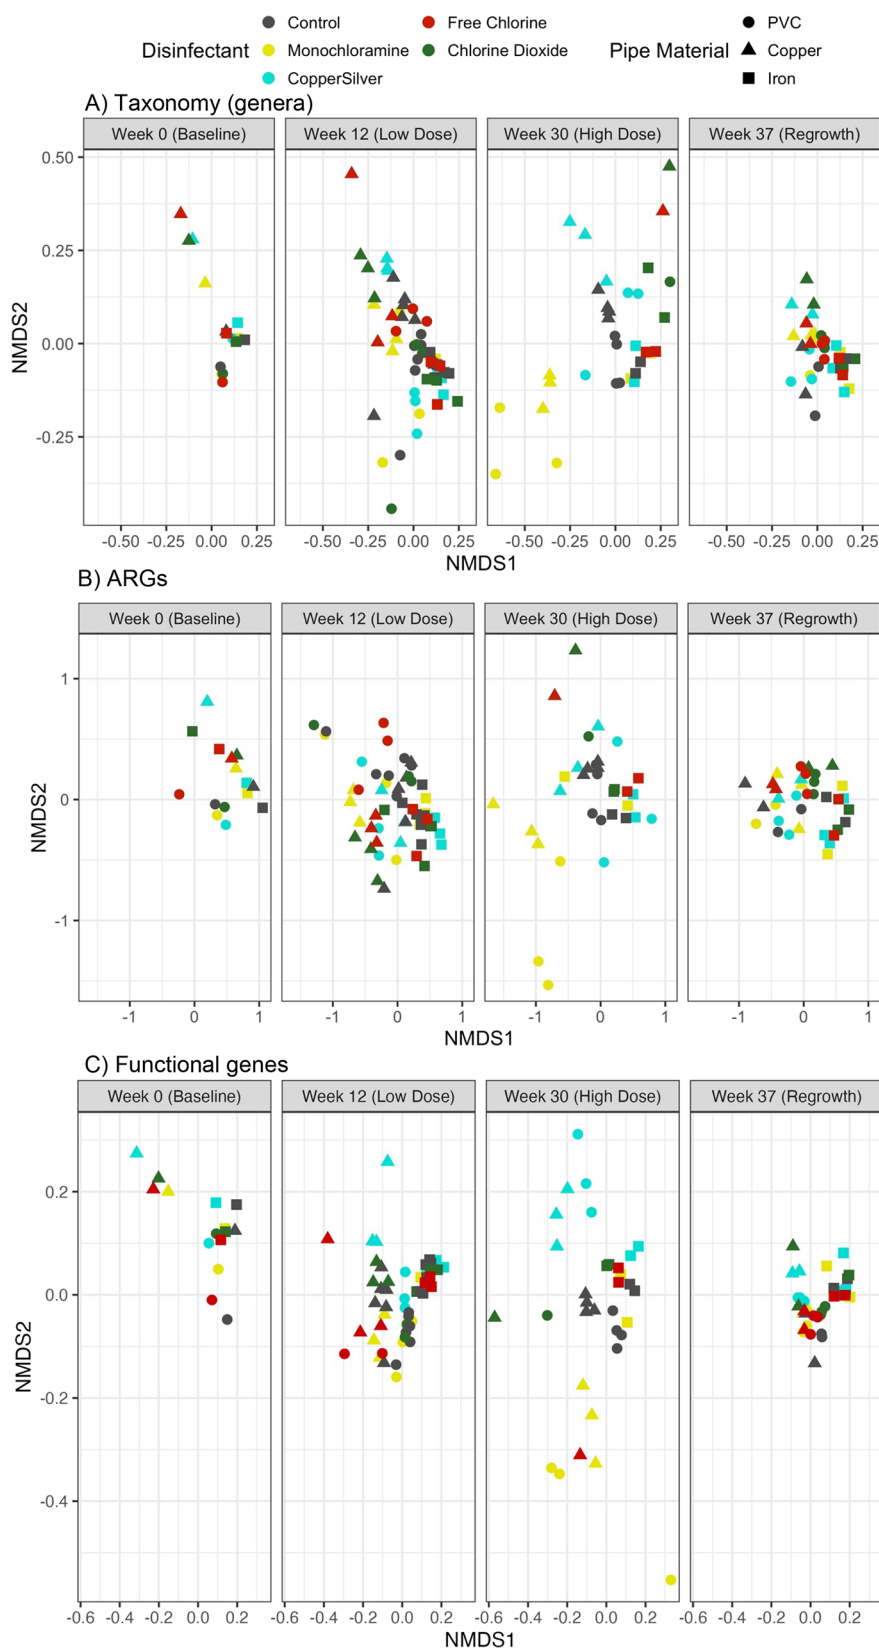 Disinfectant
Control
Monochloramine
CopperSilver
Free Chlorine
Chlorine Dioxide
Pipe Material
PVC
Copper
Iron
A) Taxonomy (genera)
Week 0 (Baseline) Week 12 (Low Dose) Week 30 (High Dose) Week 37 (Regrowth)
NMDS2
0.50
0.25
0.00
-0.25
-0.50 -0.25 0.00 0.25 -0.50 -0.25 0.00 0.25 -0.50 -0.25 0.00 0.25 -0.50 -0.25 0.00 0.25
NMDS1
B) ARGs
Week 0 (Baseline) Week 12 (Low Dose) Week 30 (High Dose) Week 37 (Regrowth)
NMDS2
1
0
-1
-1 0 1 -1 0 1 -1 0 1 -1 0 1
NMDS1
C) Functional genes
Week 0 (Baseline) Week 12 (Low Dose) Week 30 (High Dose) Week 37 (Regrowth)
NMDS2
0.2
0.0
-0.2
-0.4
-0.6 -0.4 -0.2 0.0 0.2 -0.6 -0.4 -0.2 0.0 0.2 -0.6 -0.4 -0.2 0.0 0.2 -0.6 -0.4 -0.2 0.0 0.2
NMDS1